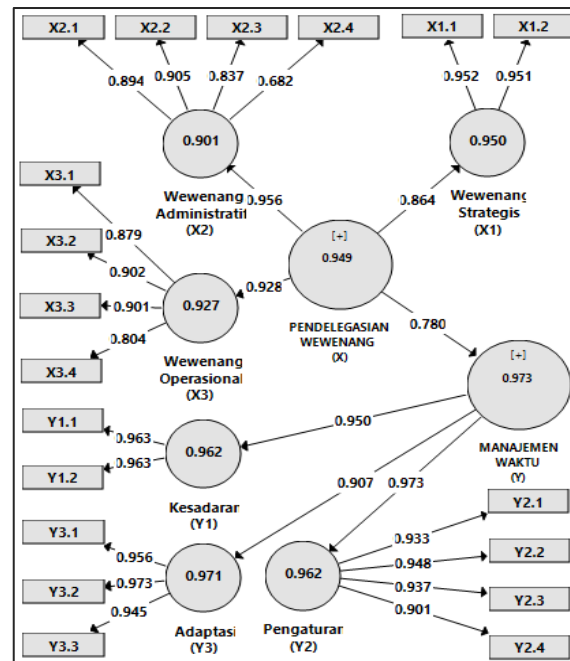 X2.1 X2.2 X2.3 X2.4 X1.1 X1.2
0.894 0.905 0.837 0.682 0.952 0.951
0.901
Wewenang
Administratif
(X2)
0.950
Wewenang
Strategis
(X1)
0.956 0.864
X3.1
X3.2
X3.3
X3.4
0.879
0.902
0.901
0.804
0.927
Wewenang
Operasional
(X3)
0.928
[+]
0.949
PENDELEGASIAN
WEWENANG
(X)
0.780
[+]
0.973
MANAJEMEN
WAKTU
(Y)
0.950
0.907
0.973
Y1.1
Y1.2
0.963
0.963
0.962
Kesadaran
(Y1)
Y3.1
Y3.2
Y3.3
0.956
0.973
0.945
0.971
Adaptasi
(Y3)
0.962
Pengaturan
(Y2)
0.933
0.948
0.937
0.901
Y2.1
Y2.2
Y2.3
Y2.4